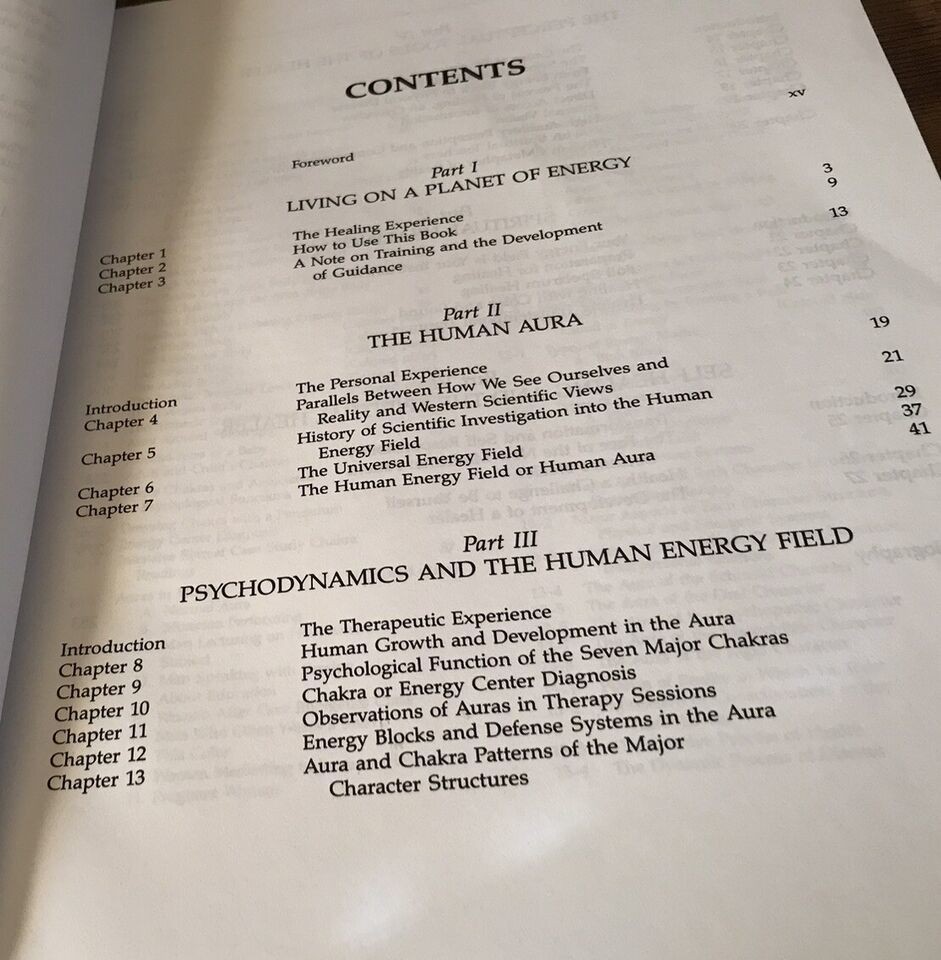 CONTENTS
Foreword xv
Part I
LIVING ON A PLANET OF ENERGY
Chapter 1 The Healing Experience 3
Chapter 2 How to Use This Book 9
Chapter 3 A Note on Training and the Development
of Guidance 13
Part II
THE HUMAN AURA
Introduction The Personal Experience 19
Chapter 4 Parallels Between How We See Ourselves and
Reality and Western Scientific Views 21
Chapter 5 History of Scientific Investigation into the Human
Energy Field 29
Chapter 6 The Universal Energy Field 37
Chapter 7 The Human Energy Field or Human Aura 41
Part III
PSYCHODYNAMICS AND THE HUMAN ENERGY FIELD
Introduction The Therapeutic Experience
Chapter 8 Human Growth and Development in the Aura
Chapter 9 Psychological Function of the Seven Major Chakras
Chapter 10 Chakra or Energy Center Diagnosis
Chapter 11 Observations of Auras in Therapy Sessions
Chapter 12 Energy Blocks and Defense Systems in the Aura
Chapter 13 Aura and Chakra Patterns of the Major
Character Structures